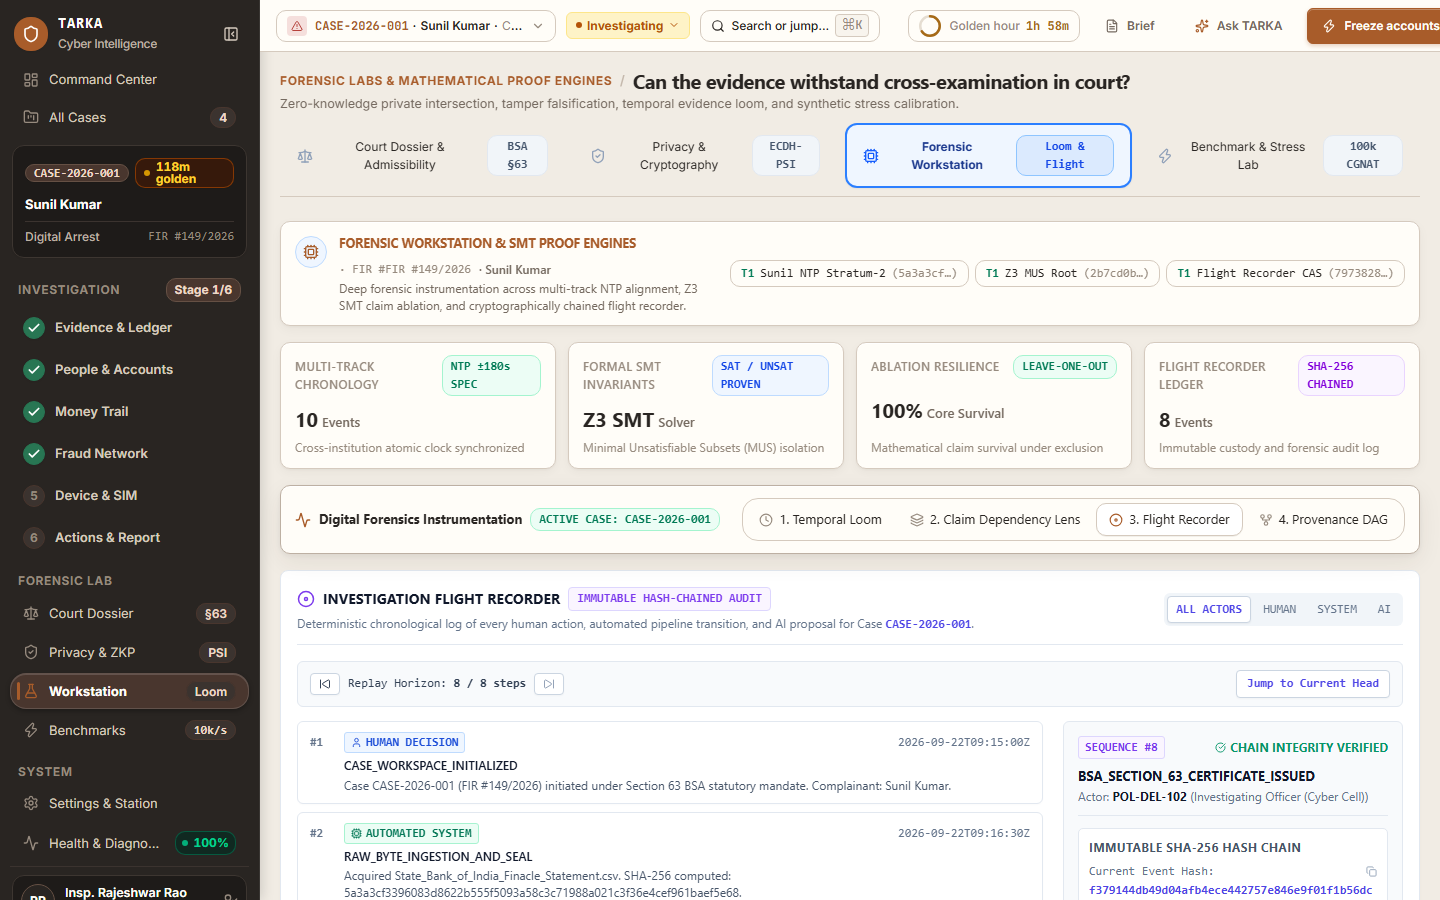 TARKA
Cyber Intelligence
Command Center
All Cases 4
CASE-2026-001 118m golden
Sunil Kumar
Digital Arrest FIR #149/2026
INVESTIGATION Stage 1/6
Evidence & Ledger
People & Accounts
Money Trail
Fraud Network
5 Device & SIM
6 Actions & Report
FORENSIC LAB
Court Dossier §63
Privacy & ZKP PSI
Workstation Loom
Benchmarks 10k/s
SYSTEM
Settings & Station
Health & Diagno... 100%
Insp. Rajeshwar Rao
CASE-2026-001 · Sunil Kumar · C... Investigating Search or jump... ⌘K Golden hour 1h 58m Brief Ask TARKA Freeze accounts
FORENSIC LABS & MATHEMATICAL PROOF ENGINES / Can the evidence withstand cross-examination in court?
Zero-knowledge private intersection, tamper falsification, temporal evidence loom, and synthetic stress calibration.
Court Dossier & Admissibility BSA §63
Privacy & Cryptography ECDH-PSI
Forensic Workstation Loom & Flight
Benchmark & Stress Lab 100k CGNAT
FORENSIC WORKSTATION & SMT PROOF ENGINES
· FIR #FIR #149/2026 · Sunil Kumar
Deep forensic instrumentation across multi-track NTP alignment, Z3
SMT claim ablation, and cryptographically chained flight recorder.
T1 Sunil NTP Stratum-2 (5a3a3cf…)
T1 Z3 MUS Root (2b7cd0b…)
T1 Flight Recorder CAS (7973828…)
MULTI-TRACK CHRONOLOGY NTP ±180s SPEC
10 Events
Cross-institution atomic clock synchronized
FORMAL SMT INVARIANTS SAT / UNSAT PROVEN
Z3 SMT Solver
Minimal Unsatisfiable Subsets (MUS) isolation
ABLATION RESILIENCE LEAVE-ONE-OUT
100% Core Survival
Mathematical claim survival under exclusion
FLIGHT RECORDER LEDGER SHA-256 CHAINED
8 Events
Immutable custody and forensic audit log
Digital Forensics Instrumentation ACTIVE CASE: CASE-2026-001
1. Temporal Loom 2. Claim Dependency Lens 3. Flight Recorder 4. Provenance DAG
INVESTIGATION FLIGHT RECORDER IMMUTABLE HASH-CHAINED AUDIT
Deterministic chronological log of every human action, automated pipeline transition, and AI proposal for Case CASE-2026-001.
ALL ACTORS HUMAN SYSTEM AI
Replay Horizon: 8 / 8 steps
Jump to Current Head
#1 HUMAN DECISION 2026-09-22T09:15:00Z
CASE_WORKSPACE_INITIALIZED
Case CASE-2026-001 (FIR #149/2026) initiated under Section 63 BSA statutory mandate. Complainant: Sunil Kumar.
#2 AUTOMATED SYSTEM 2026-09-22T09:16:30Z
RAW_BYTE_INGESTION_AND_SEAL
Acquired State_Bank_of_India_Finacle_Statement.csv. SHA-256 computed:
5a3a3cf3396083d8622b555f5093a58c3c71988a021c3f36e4cef961baef5e68.
SEQUENCE #8 CHAIN INTEGRITY VERIFIED
BSA_SECTION_63_CERTIFICATE_ISSUED
Actor: POL-DEL-102 (Investigating Officer (Cyber Cell))
IMMUTABLE SHA-256 HASH CHAIN
Current Event Hash:
f379144db49d04afb4ece442757e846e9f01f1b56dc